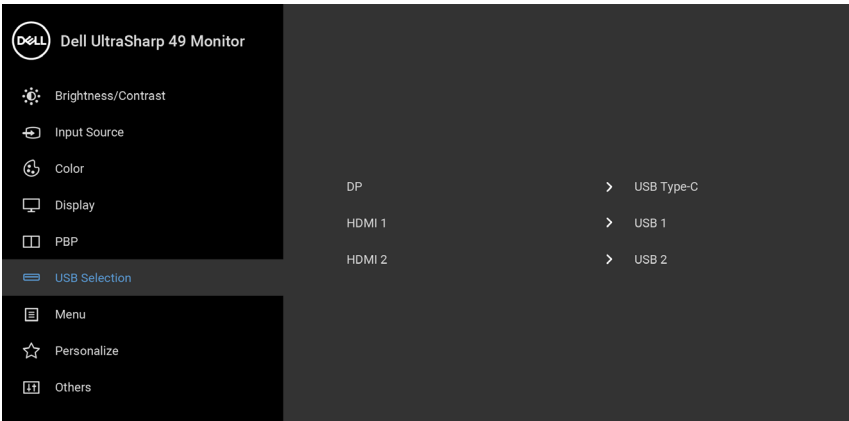 DELL Dell UltraSharp 49 Monitor
Brightness/Contrast
Input Source
Color
Display
PBP
USB Selection
Menu
Personalize
Others
DP USB Type-C
HDMI 1 USB 1
HDMI 2 USB 2